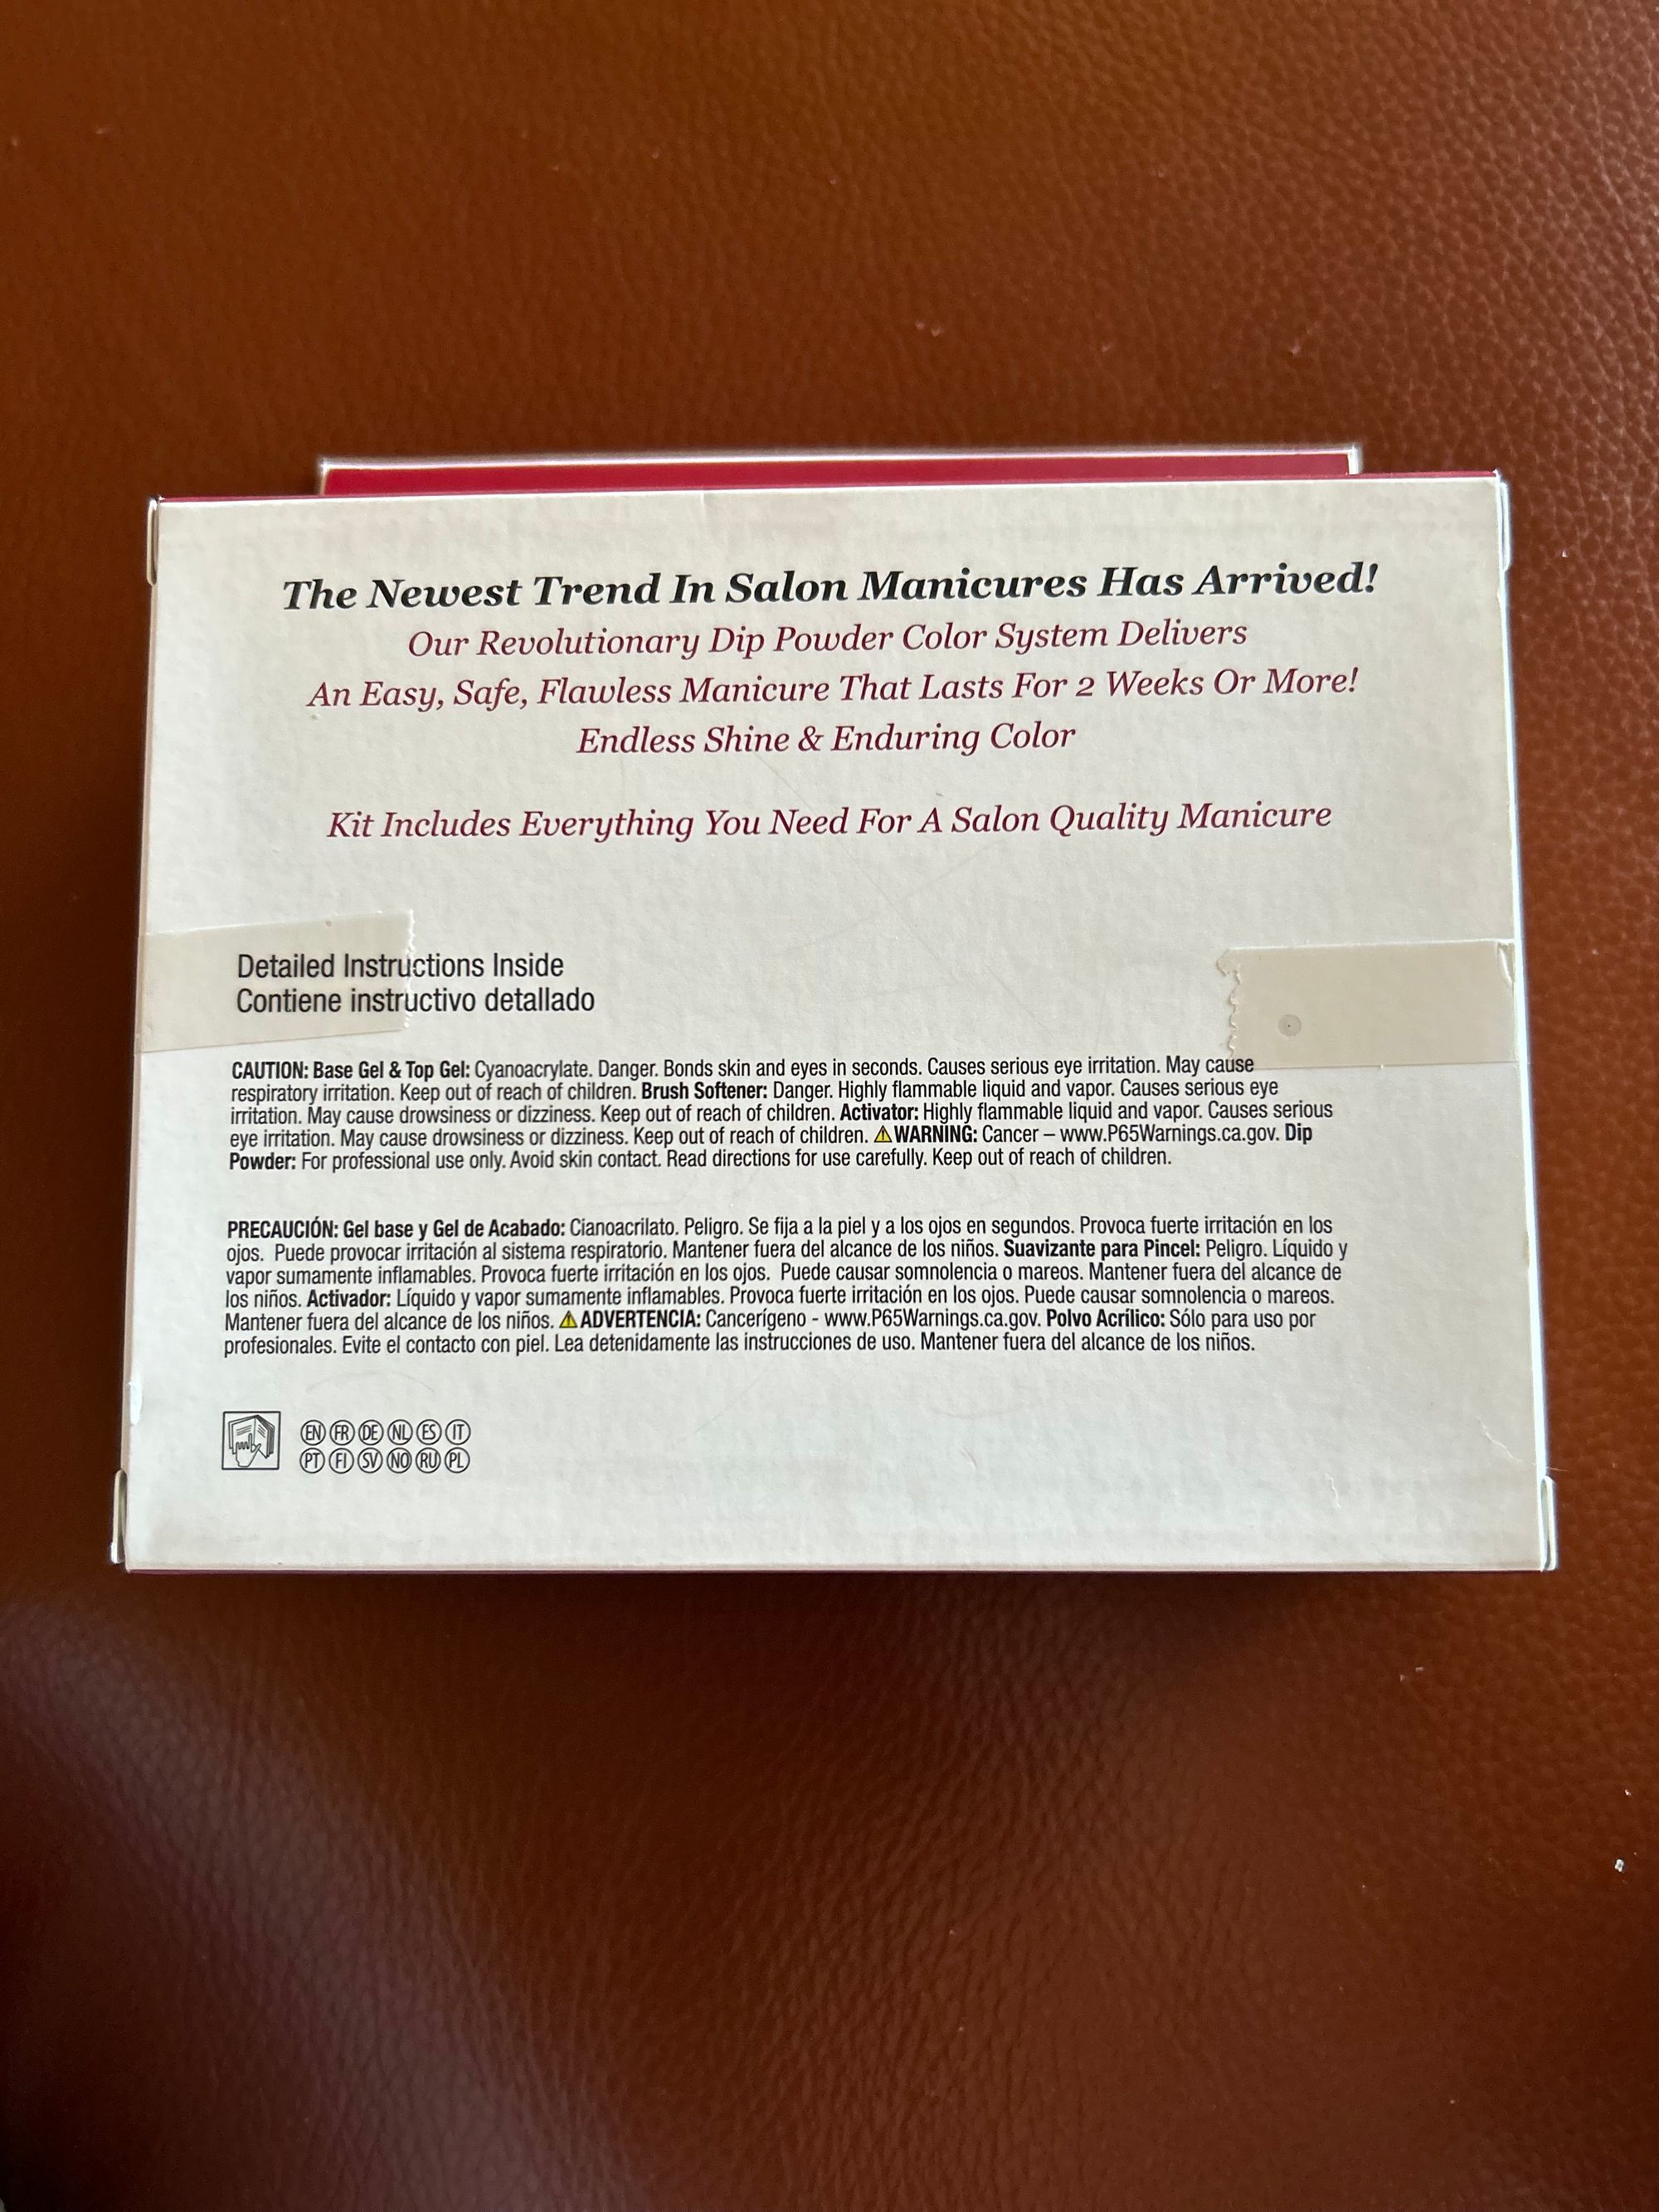 The Newest Trend In Salon Manicures Has Arrived!
Our Revolutionary Dip Powder Color System Delivers
An Easy, Safe, Flawless Manicure That Lasts For 2 Weeks Or More!
Endless Shine & Enduring Color
Kit Includes Everything You Need For A Salon Quality Manicure
Detailed Instructions Inside
Contiene instructivo detallado
CAUTION: Base Gel & Top Gel: Cyanoacrylate. Danger. Bonds skin and eyes in seconds. Causes serious eye irritation. May cause
respiratory irritation. Keep out of reach of children. Brush Softener: Danger. Highly flammable liquid and vapor. Causes serious eye
irritation. May cause drowsiness or dizziness. Keep out of reach of children. Activator: Highly flammable liquid and vapor. Causes serious
eye irritation. May cause drowsiness or dizziness. Keep out of reach of children. ⚠WARNING: Cancer – www.P65Warnings.ca.gov. Dip
Powder: For professional use only. Avoid skin contact. Read directions for use carefully. Keep out of reach of children.
PRECAUCIÓN: Gel base y Gel de Acabado: Cianoacrilato. Peligro. Se fija a la piel y a los ojos en segundos. Provoca fuerte irritación en los
ojos. Puede provocar irritación al sistema respiratorio. Mantener fuera del alcance de los niños. Suavizante para Pincel: Peligro. Líquido y
vapor sumamente inflamables. Provoca fuerte irritación en los ojos. Puede causar somnolencia o mareos. Mantener fuera del alcance de
los niños. Activador: Líquido y vapor sumamente inflamables. Provoca fuerte irritación en los ojos. Puede causar somnolencia o mareos.
Mantener fuera del alcance de los niños. ⚠ADVERTENCIA: Cancerígeno - www.P65Warnings.ca.gov. Polvo Acrílico: Sólo para uso por
profesionales. Evite el contacto con piel. Lea detenidamente las instrucciones de uso. Mantener fuera del alcance de los niños.
EN FR DE NL ES IT
PT FI SV NO RU PL